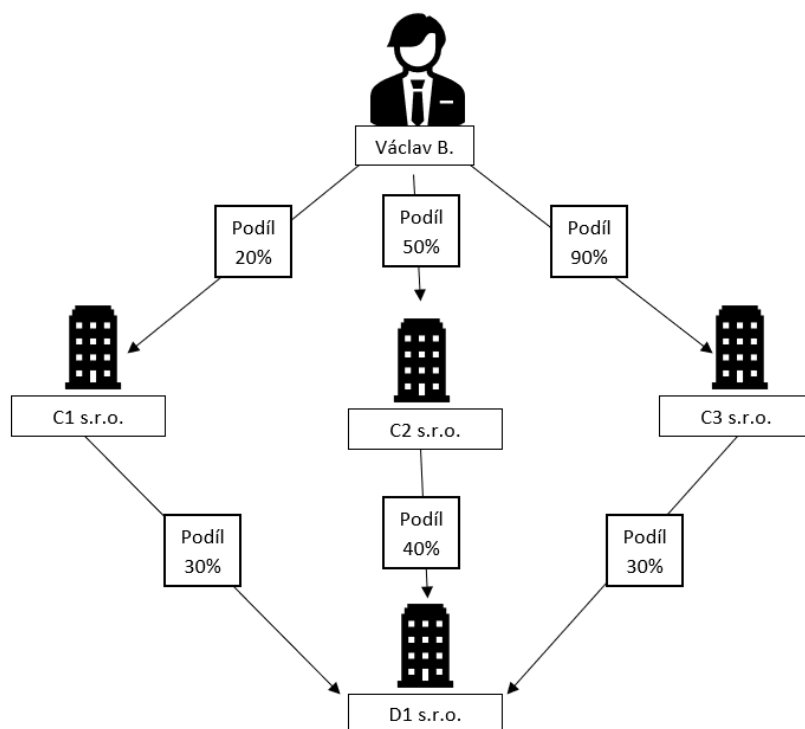 Václav B.
Podíl
20%
Podíl
50%
Podíl
90%
C1 s.r.o.
C2 s.r.o.
C3 s.r.o.
Podíl
30%
Podíl
40%
Podíl
30%
D1 s.r.o.